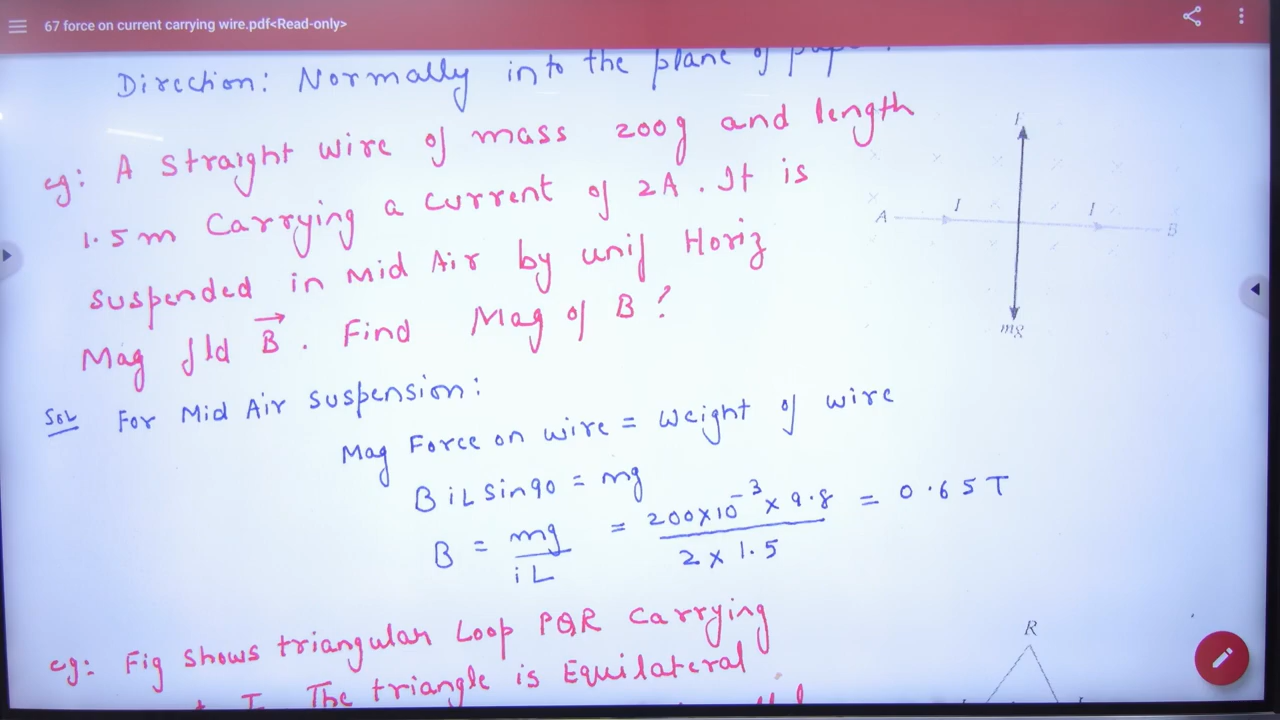 67 force on current carrying wire.pdf<Read-only>
Direction: Normally into the plane of
eg: A straight wire of mass 200g and length
1.5m Carrying a current of 2A. It is
suspended in Mid Air by unif Horiz
Mag fld B⃗. Find Mag of B?
Sol For Mid Air suspension:
Mag Force on wire = Weight of wire
B i L Sin90 = mg
B = mg/iL = 200×10⁻³×9.8/2×1.5 = 0.65T
F
A I I B
mg
eg: Fig shows triangular Loop PQR Carrying
I. The triangle is Equilateral
R